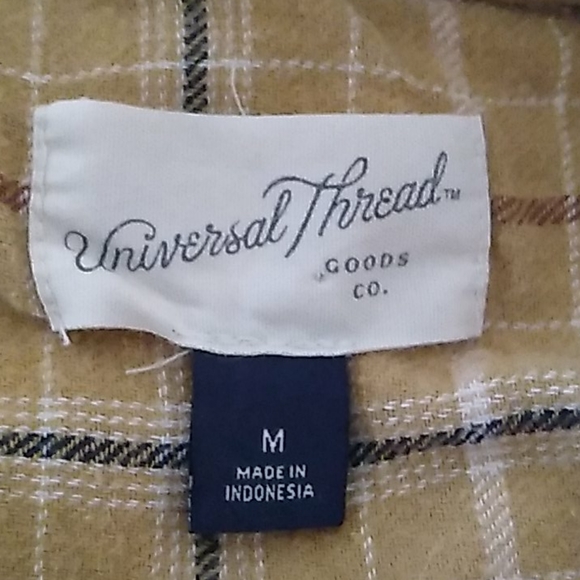 Universal Thread™
GOODS
CO.
M
MADE IN
INDONESIA